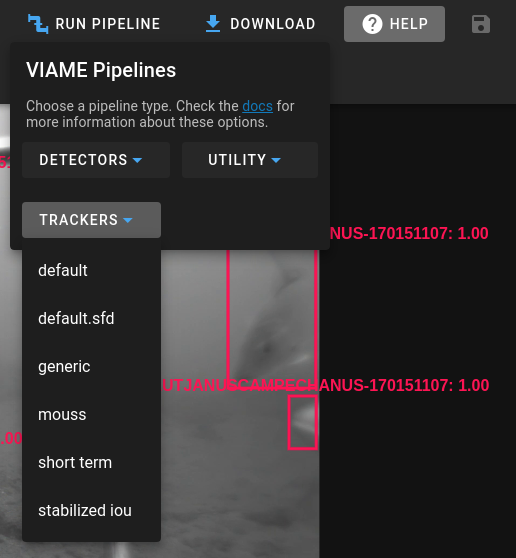 RUN PIPELINE
DOWNLOAD
HELP
VIAME Pipelines
Choose a pipeline type. Check the docs for
more information about these options.
DETECTORS
UTILITY
TRACKERS
NUS-170151107: 1.00
default
default.sfd
generic
UTJANUSCAMPECHANUS-170151107: 1.00
mouss
.00
short term
stabilized iou